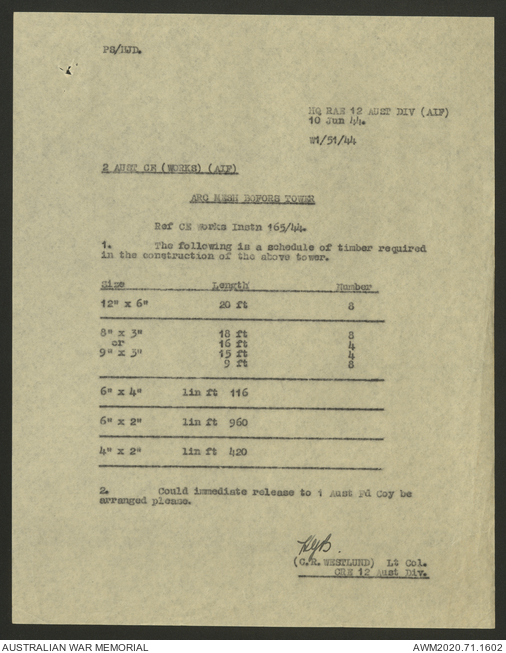 PS/HJD.
HQ RAE 12 AUST DIV (AIF)
10 Jun 44.
W1/51/44
2 AUST CE (WORKS) (AIF)
ARC MESH BOFORS TOWER
Ref CE Works Instn 165/44.
1. The following is a schedule of timber required
in the construction of the above tower.
Size Length Number
12" x 6" 20 ft 8
8" x 3" 18 ft 8
or 16 ft 4
9" x 3" 15 ft 4
9 ft 8
6" x 4" lin ft 116
6" x 2" lin ft 960
4" x 2" lin ft 420
2. Could immediate release to 1 Aust Fd Coy be
arranged please.
(C.R. WESTLUND) Lt Col.
CRE 12 Aust Div.
AUSTRALIAN WAR MEMORIAL AWM2020.71.1602